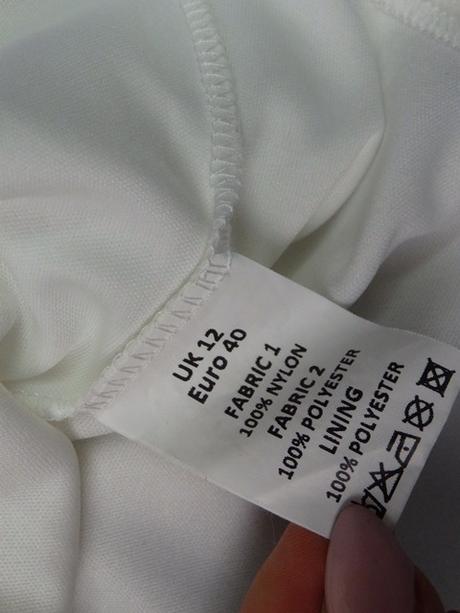 UK 12
Euro 40
FABRIC 1
100% NYLON
FABRIC 2
100% POLYESTER
LINING
100% POLYESTER